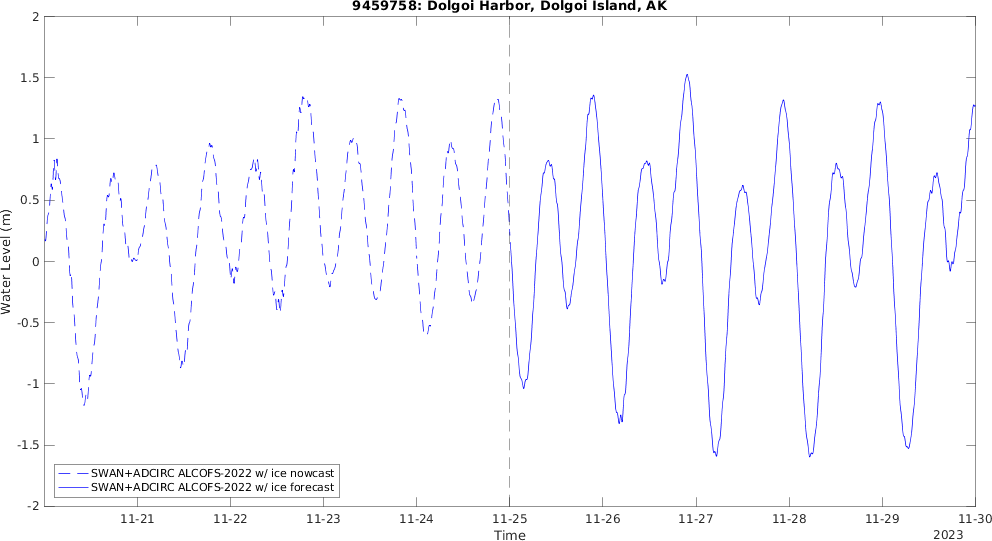 9459758: Dolgoi Harbor, Dolgoi Island, AK
2
1.5
1
0.5
0
-0.5
-1
-1.5
-2
Water Level (m)
SWAN+ADCIRC ALCOFS-2022 w/ ice nowcast
SWAN+ADCIRC ALCOFS-2022 w/ ice forecast
11-21 11-22 11-23 11-24 11-25 11-26 11-27 11-28 11-29 11-30
Time
2023